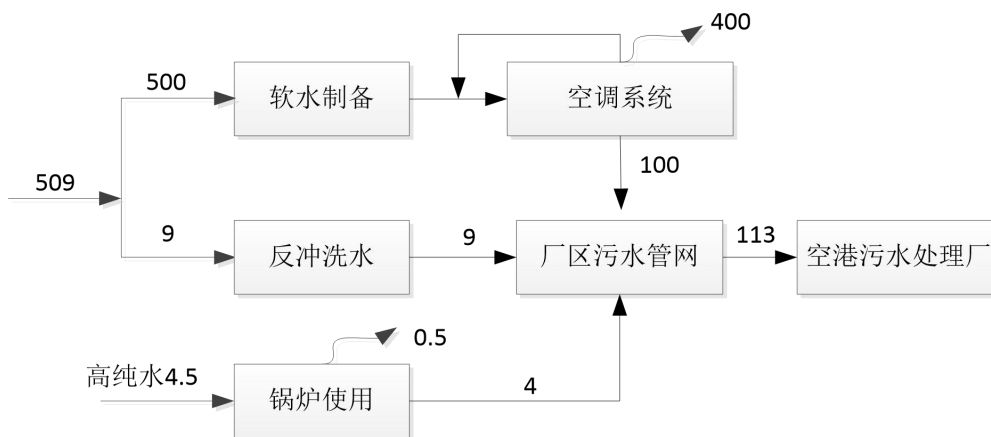 400
500
软水制备
空调系统
509
100
9
反冲洗水
9
厂区污水管网
113
空港污水处理厂
0.5
高纯水4.5
锅炉使用
4